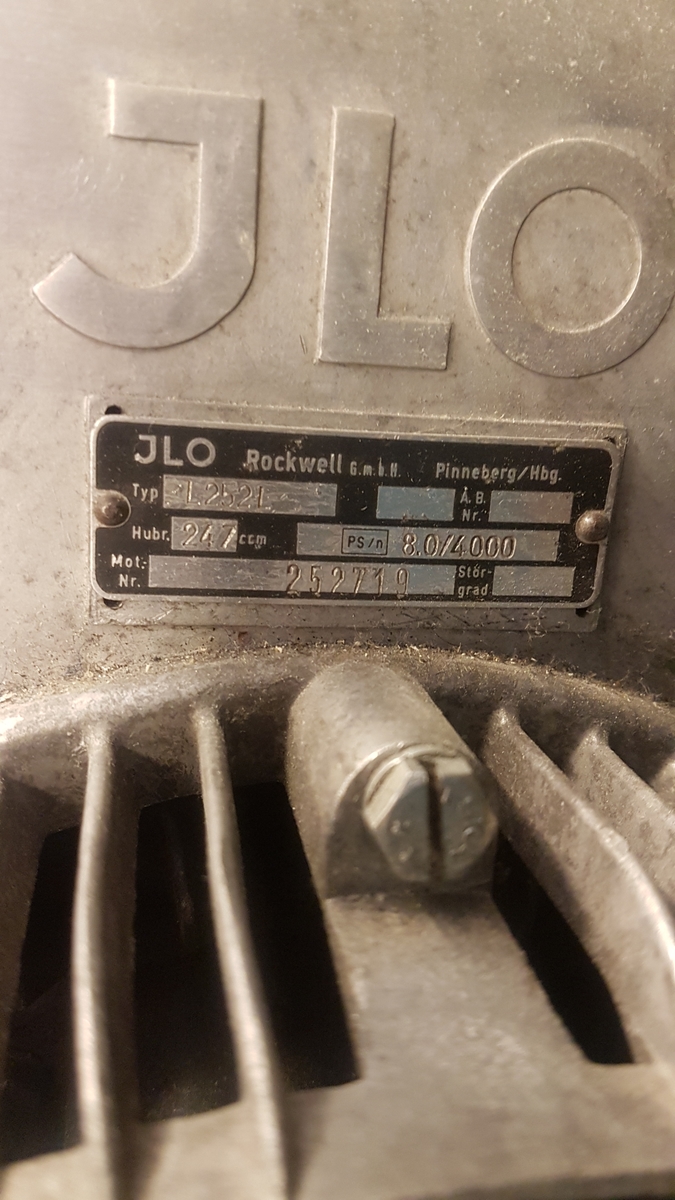 JLO
JLO Rockwell G.m.b.H. Pinneberg/Hbg.
Typ L252L A.B. Nr.
Hubr. 247 ccm PS/n 8.0/4000
Mot.- Nr. 252719 Stör- grad